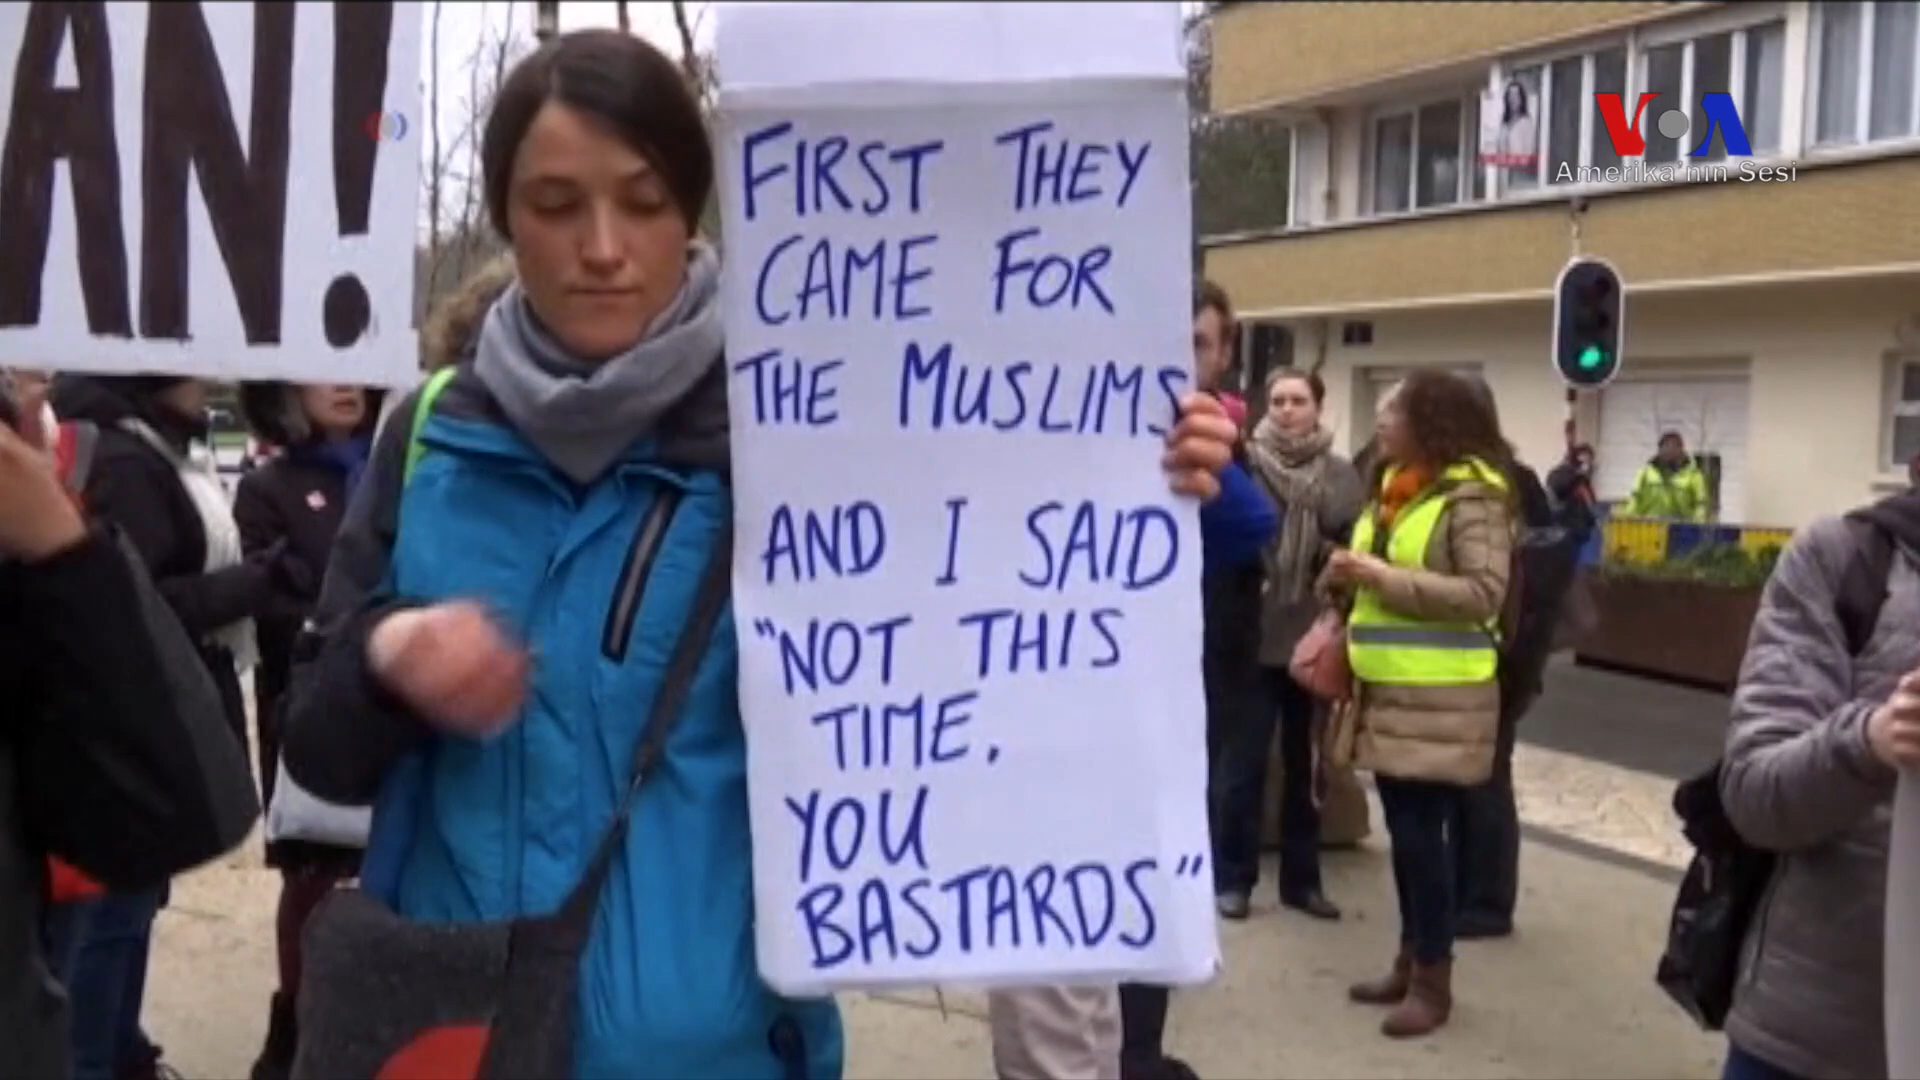 AN!
VOA
Amerika'nın Sesi
FIRST THEY
CAME FOR
THE MUSLIMS
AND I SAID
"NOT THIS
TIME.
YOU
BASTARDS"